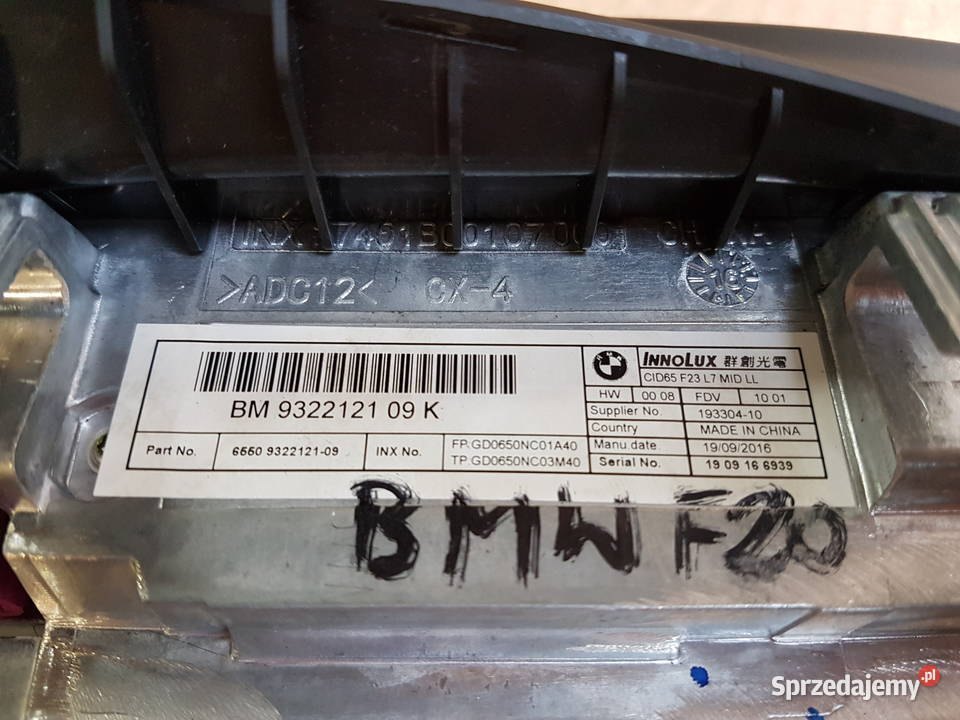 >ADC12< CX-4
BM 9322121 09 K
INNOLUX 群創光電
CID65 F23 L7 MID LL
HW 00 08 FDV 10 01
Supplier No. 193304-10
Country MADE IN CHINA
Manu date. 19/09/2016
Serial No. 19 09 16 6939
Part No. 6550 9322121-09 INX No. FP.GD0650NC01A40
TP.GD0650NC03M40
BMW F20
Sprzedajemy.pl